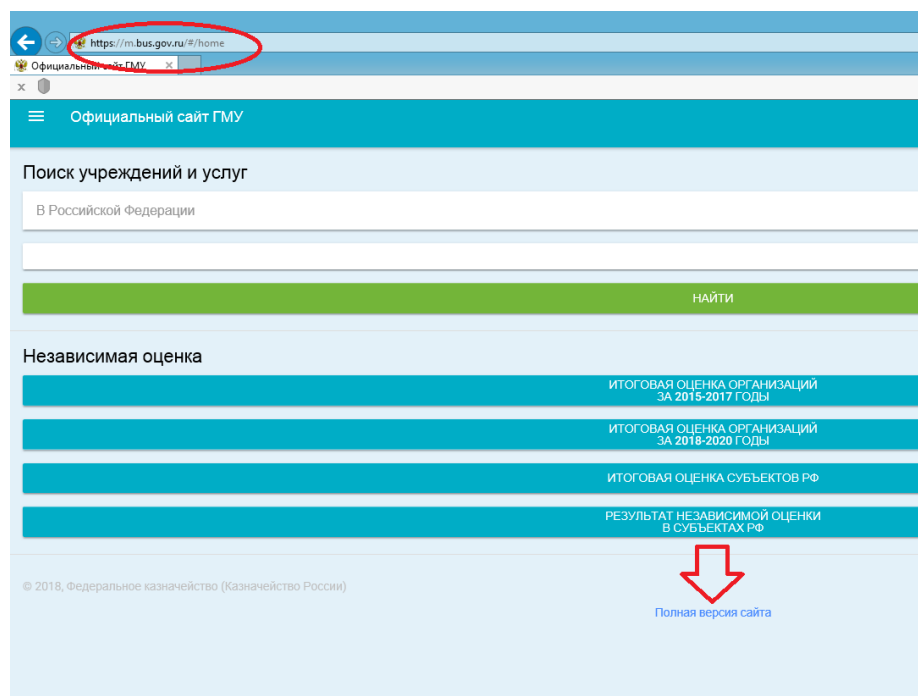 https://m.bus.gov.ru/#/home
Официальный сайт ГМУ
Официальный сайт ГМУ
Поиск учреждений и услуг
В Российской Федерации
НАЙТИ
Независимая оценка
ИТОГОВАЯ ОЦЕНКА ОРГАНИЗАЦИЙ
ЗА 2015-2017 ГОДЫ
ИТОГОВАЯ ОЦЕНКА ОРГАНИЗАЦИЙ
ЗА 2018-2020 ГОДЫ
ИТОГОВАЯ ОЦЕНКА СУБЪЕКТОВ РФ
РЕЗУЛЬТАТ НЕЗАВИСИМОЙ ОЦЕНКИ
В СУБЪЕКТАХ РФ
© 2018, Федеральное казначейство (Казначейство России)
Полная версия сайта